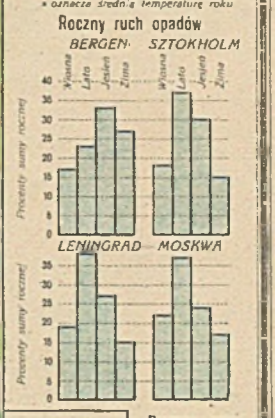 × oznacza średnią temperaturę roku
Roczny ruch opadów
BERGEN SZTOKHOLM
Wiosna Lato Jesień Zima Wiosna Lato Jesień Zima
Procenty sumy rocznej
40
35
30
25
20
15
10
5
0
LENINGRAD MOSKWA
Procenty sumy rocznej
35
30
25
20
15
10
5
0